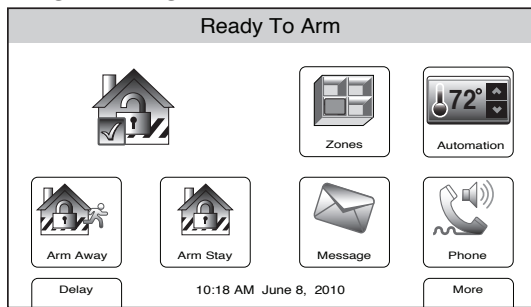 Ready To Arm
72°
Zones
Automation
Arm Away
Arm Stay
Message
Phone
Delay
10:18 AM June 8, 2010
More